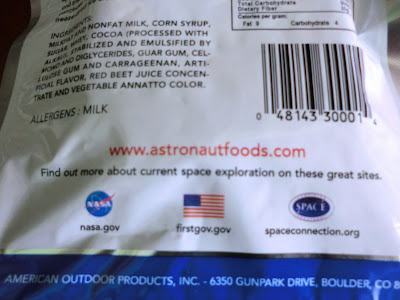 Total Carbohydrate
Dietary Fiber
Calories per gram:
Fat 9 Carbohydrate 4
INGREDIENTS:
AND NONFAT MILK, CORN SYRUP,
COCOA (PROCESSED WITH
STABILIZED AND EMULSIFIED BY
MONO AND DIGLYCERIDES, GUAR GUM, CEL-
LULOSE GUM AND CARRAGEENAN, ARTI-
FICIAL FLAVOR, RED BEET JUICE CONCEN-
TRATE AND VEGETABLE ANNATTO COLOR.
ALLERGENS: MILK
0 48143 30001 4
www.astronautfoods.com
Find out more about current space exploration on these great sites.
NASA
SPACE
nasa.gov firstgov.gov spaceconnection.org
AMERICAN OUTDOOR PRODUCTS, INC. - 6350 GUNPARK DRIVE, BOULDER, CO 8